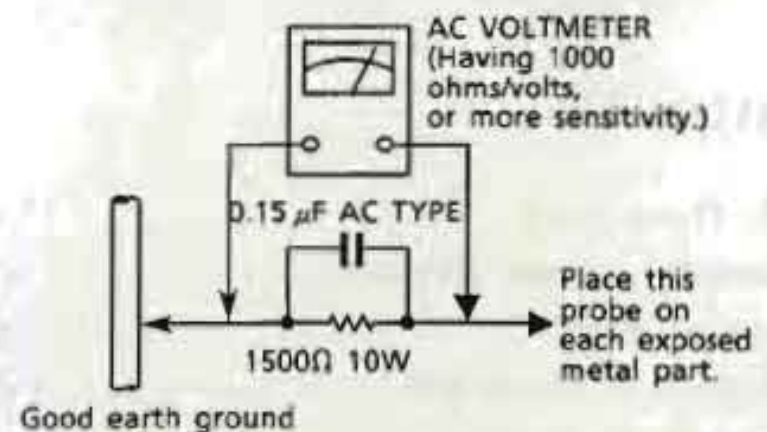 AC VOLTMETER
(Having 1000
ohms/volts,
or more sensitivity.)
0.15 μF AC TYPE
Place this
probe on
each exposed
metal part.
1500Ω 10W
Good earth ground